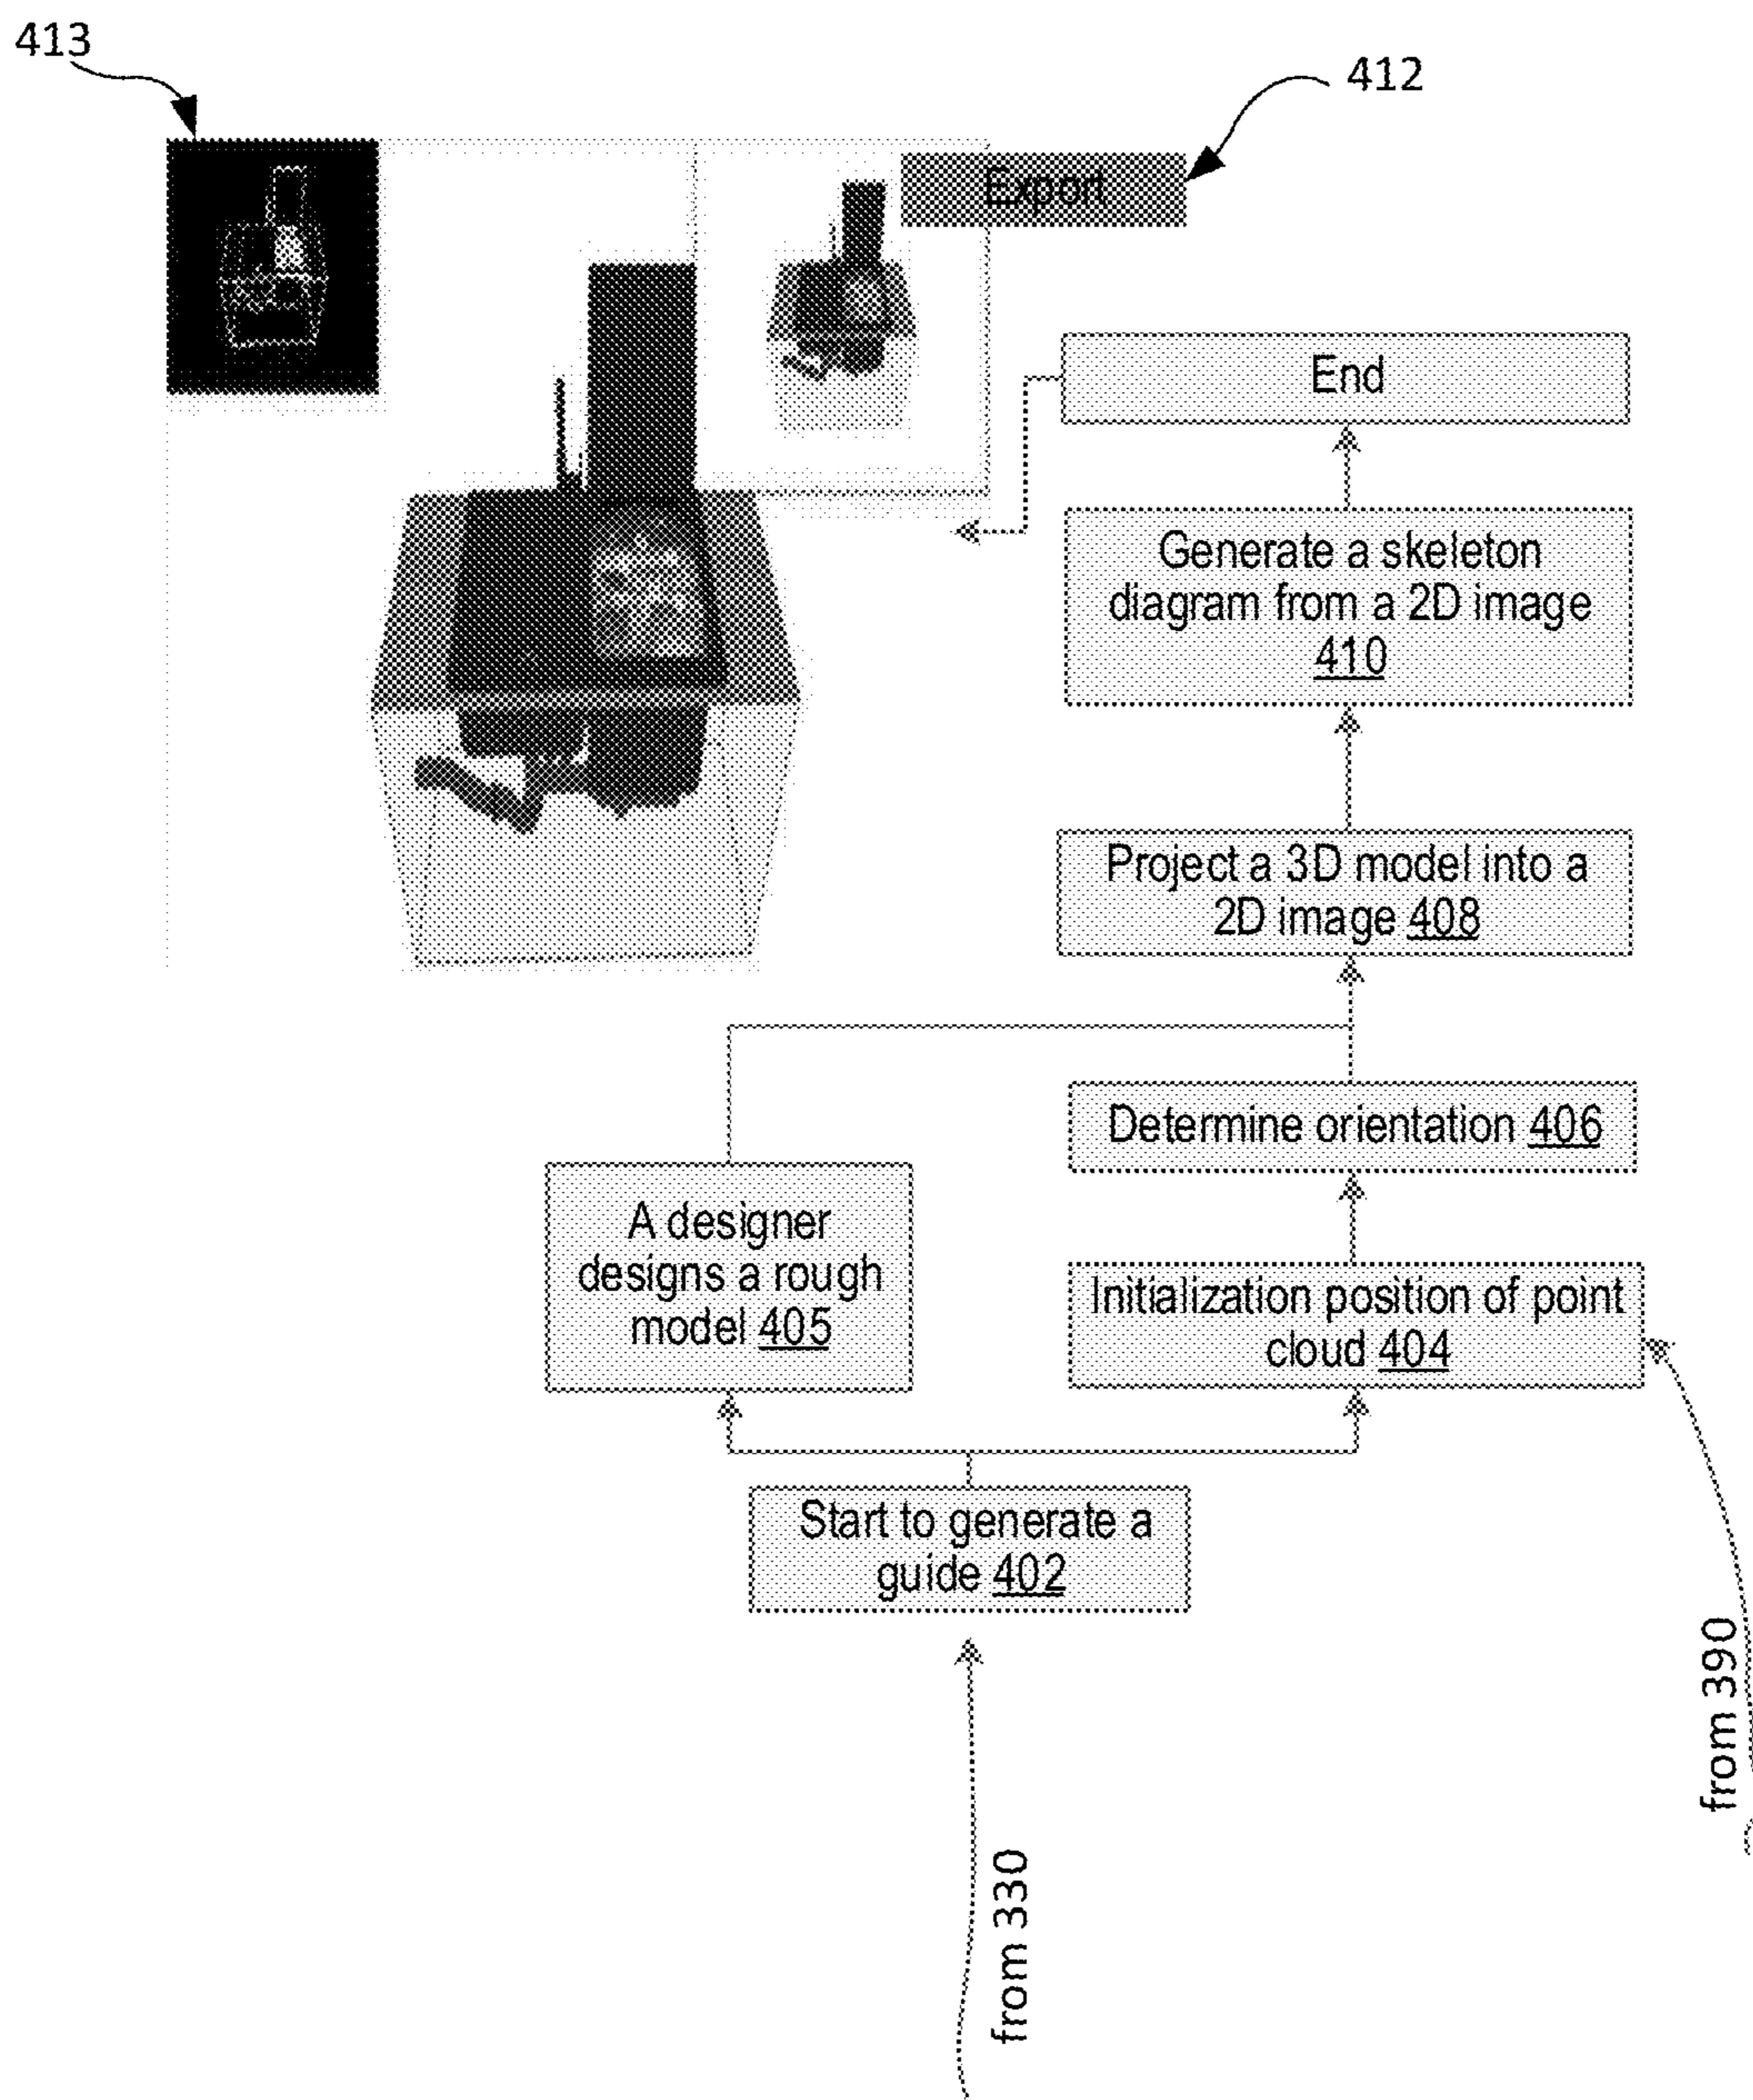 413
412
Export
End
Generate a skeleton
diagram from a 2D image
410
Project a 3D model into a
2D image 408
Determine orientation 406
A designer
designs a rough
model 405
Initialization position of point
cloud 404
Start to generate a
guide 402
from 390
from 330